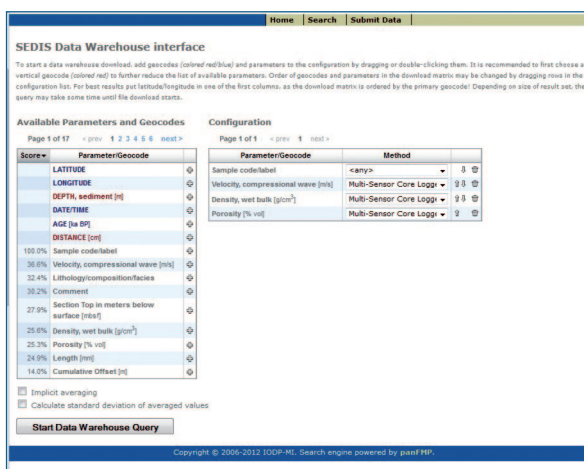 Home Search Submit Data
SEDIS Data Warehouse interface
To start a data warehouse download, add geocodes (colored red/blue) and parameters to the configuration by dragging or double-clicking them. It is recommended to first choose a
vertical geocode (colored red) to further reduce the list of available parameters. Order of geocodes and parameters in the download matrix may be changed by dragging rows in the
configuration list. For best results put latitude/longitude in one of the first columns, as the download matrix is ordered by the primary geocode! Depending on size of result set, the
query may take some time until file download starts.
Available Parameters and Geocodes
Page 1 of 17 < prev 1 2 3 4 5 6 next >
Score Parameter/Geocode
LATITUDE
LONGITUDE
DEPTH, sediment [m]
DATE/TIME
AGE [ka BP]
DISTANCE [cm]
100.0% Sample code/label
36.6% Velocity, compressional wave [m/s]
32.4% Lithology/composition/facies
30.2% Comment
27.9% Section Top in meters below
surface [mbsf]
25.6% Density, wet bulk [g/cm³]
25.3% Porosity [% vol]
24.9% Length [mm]
14.0% Cumulative Offset [m]
Configuration
Page 1 of 1 < prev 1 next >
Parameter/Geocode Method
Sample code/label <any>
Velocity, compressional wave [m/s] Multi-Sensor Core Logge
Density, wet bulk [g/cm³] Multi-Sensor Core Logge
Porosity [% vol] Multi-Sensor Core Logge
Implicit averaging
Calculate standard deviation of averaged values
Start Data Warehouse Query
Copyright © 2006-2012 IODP-MI. Search engine powered by panFMP.